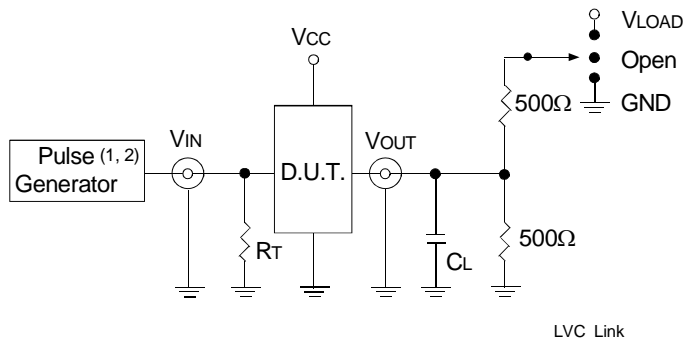 VLOAD
VCC
Open
500Ω
GND
VIN
VOUT
Pulse (1, 2)
Generator
D.U.T.
RT
CL
500Ω
LVC Link